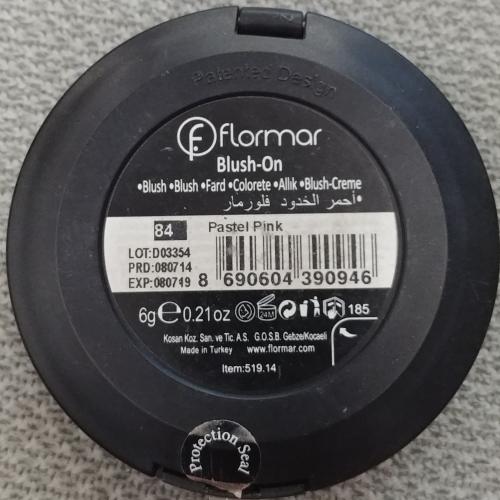 Patented Design
flormar
Blush-On
•Blush •Blush •Fard •Colorete •Allık •Blush-Creme
•أحمر الخدود فلورمار
84 Pastel Pink
LOT:D03354
PRD:080714
EXP:080719
8 690604 390946
6g e 0.21oz 24M 185
Kosan Koz. San. ve Tic. A.S. G.O.S.B. Gebze/Kocaeli
Made in Turkey www.flormar.com
Item:519.14
Protection Seal